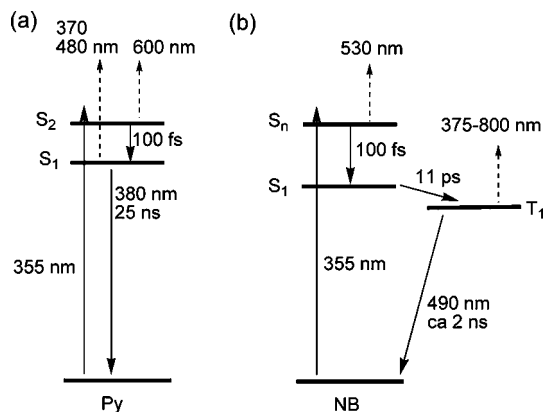 (a)
370
480 nm
600 nm
S2
100 fs
S1
380 nm
25 ns
355 nm
Py
(b)
530 nm
375-800 nm
Sn
100 fs
S1
11 ps
T1
355 nm
490 nm
ca 2 ns
NB